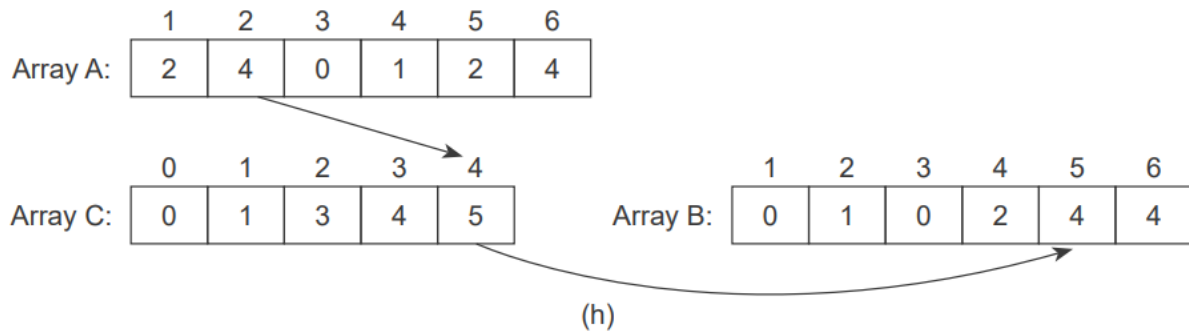 1 2 3 4 5 6
Array A: 2 4 0 1 2 4
0 1 2 3 4
Array C: 0 1 3 4 5
1 2 3 4 5 6
Array B: 0 1 0 2 4 4
(h)